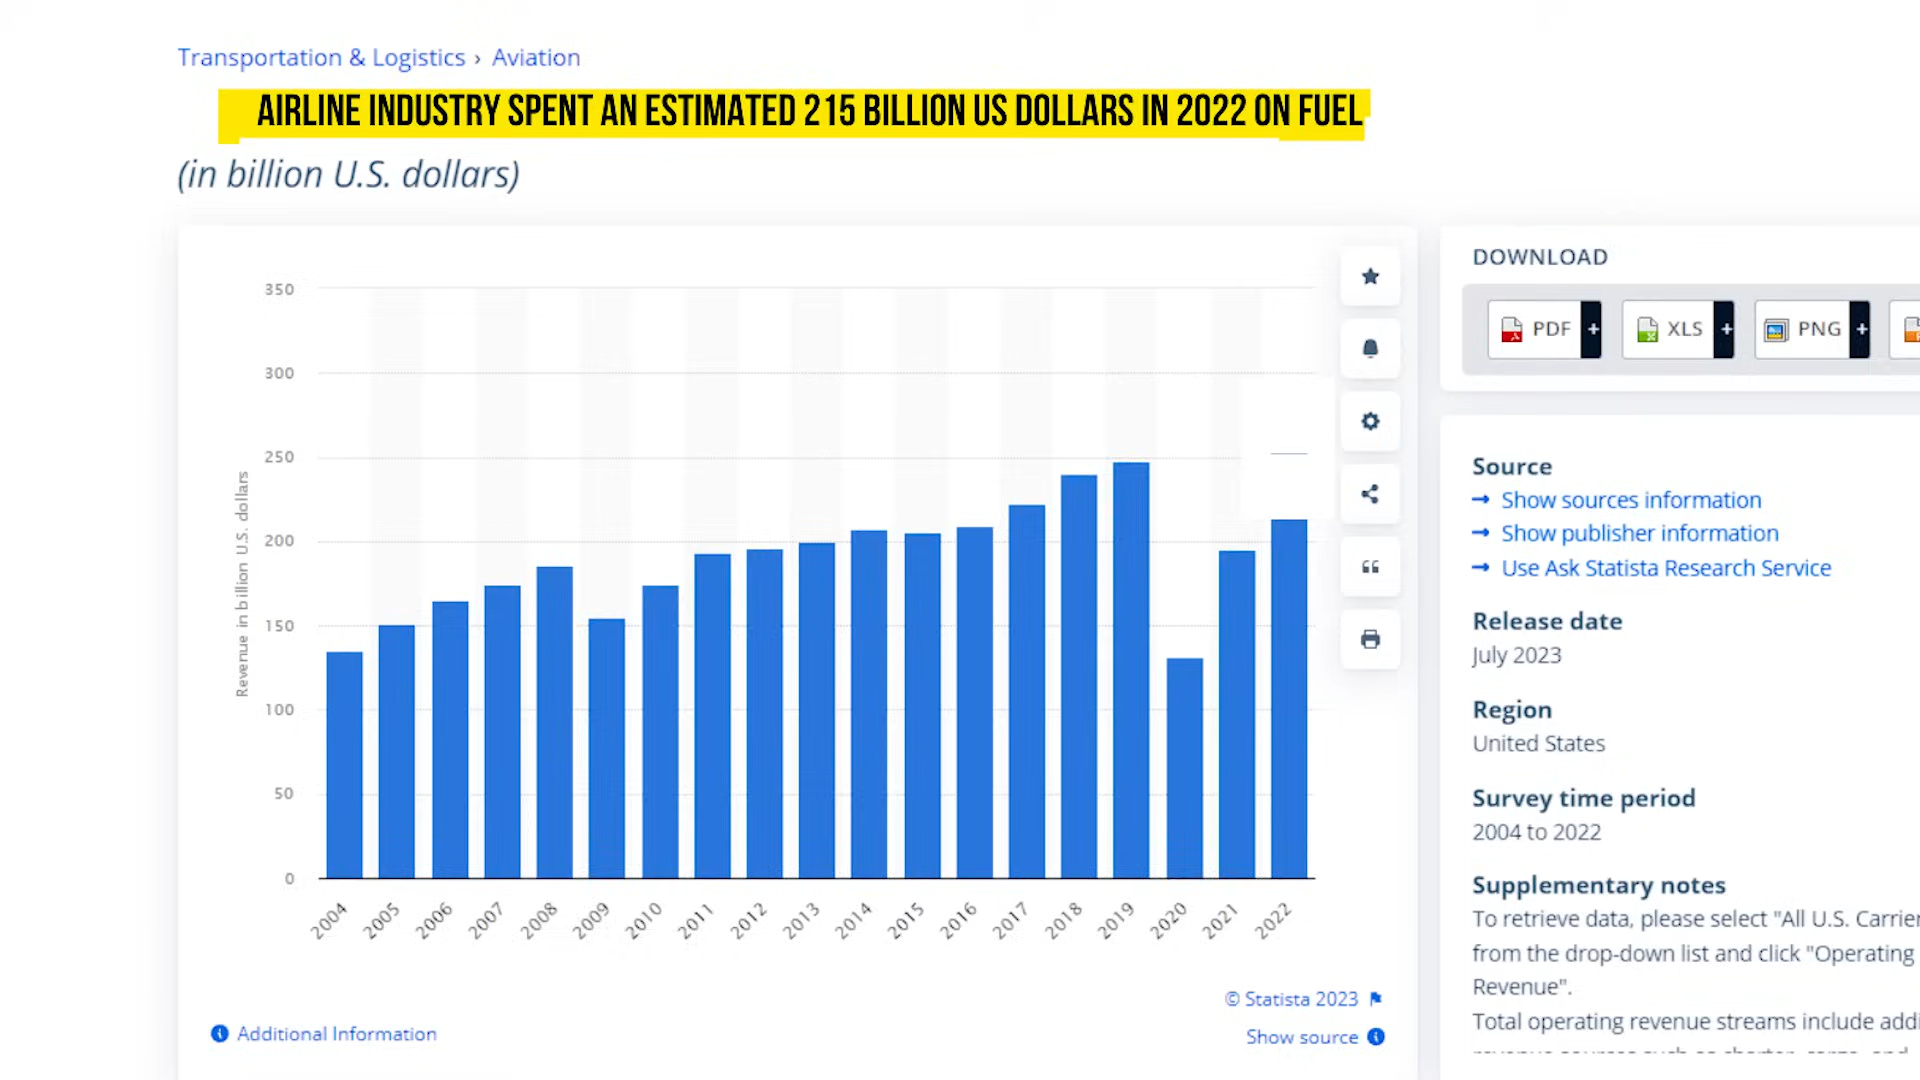 Transportation & Logistics › Aviation
AIRLINE INDUSTRY SPENT AN ESTIMATED 215 BILLION US DOLLARS IN 2022 ON FUEL
(in billion U.S. dollars)
Revenue in billion U.S. dollars
350
300
250
200
150
100
50
0
2004 2005 2006 2007 2008 2009 2010 2011 2012 2013 2014 2015 2016 2017 2018 2019 2020 2021 2022
© Statista 2023
Additional Information
Show source
DOWNLOAD
PDF + XLS + PNG +
Source
→ Show sources information
→ Show publisher information
→ Use Ask Statista Research Service
Release date
July 2023
Region
United States
Survey time period
2004 to 2022
Supplementary notes
To retrieve data, please select "All U.S. Carrier
from the drop-down list and click "Operating
Revenue".
Total operating revenue streams include addi